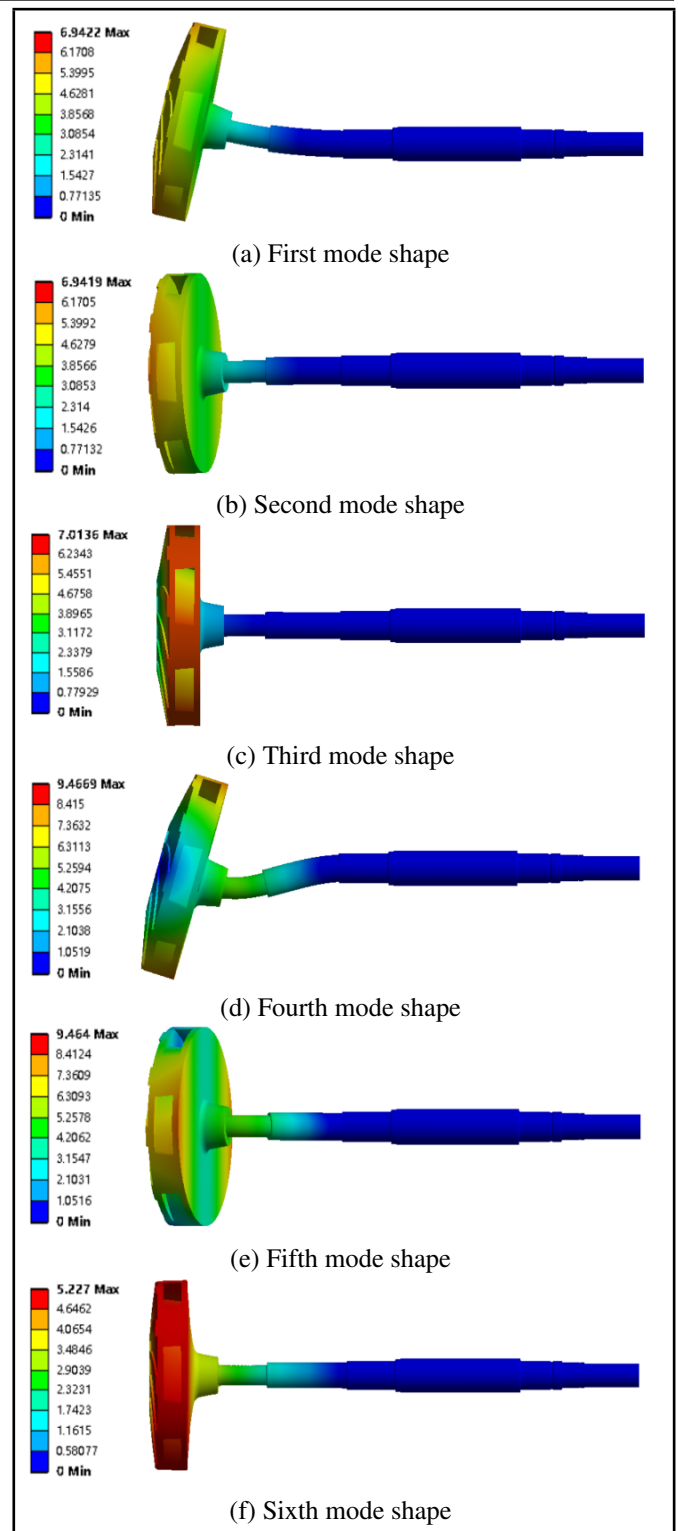 6.9422 Max
6.1708
5.3995
4.6281
3.8568
3.0854
2.3141
1.5427
0.77135
0 Min
(a) First mode shape
6.9419 Max
6.1705
5.3992
4.6279
3.8566
3.0853
2.314
1.5426
0.77132
0 Min
(b) Second mode shape
7.0136 Max
6.2343
5.4551
4.6758
3.8965
3.1172
2.3379
1.5586
0.77929
0 Min
(c) Third mode shape
9.4669 Max
8.415
7.3632
6.3113
5.2594
4.2075
3.1556
2.1038
1.0519
0 Min
(d) Fourth mode shape
9.464 Max
8.4124
7.3609
6.3093
5.2578
4.2062
3.1547
2.1031
1.0516
0 Min
(e) Fifth mode shape
5.227 Max
4.6462
4.0654
3.4846
2.9039
2.3231
1.7423
1.1615
0.58077
0 Min
(f) Sixth mode shape